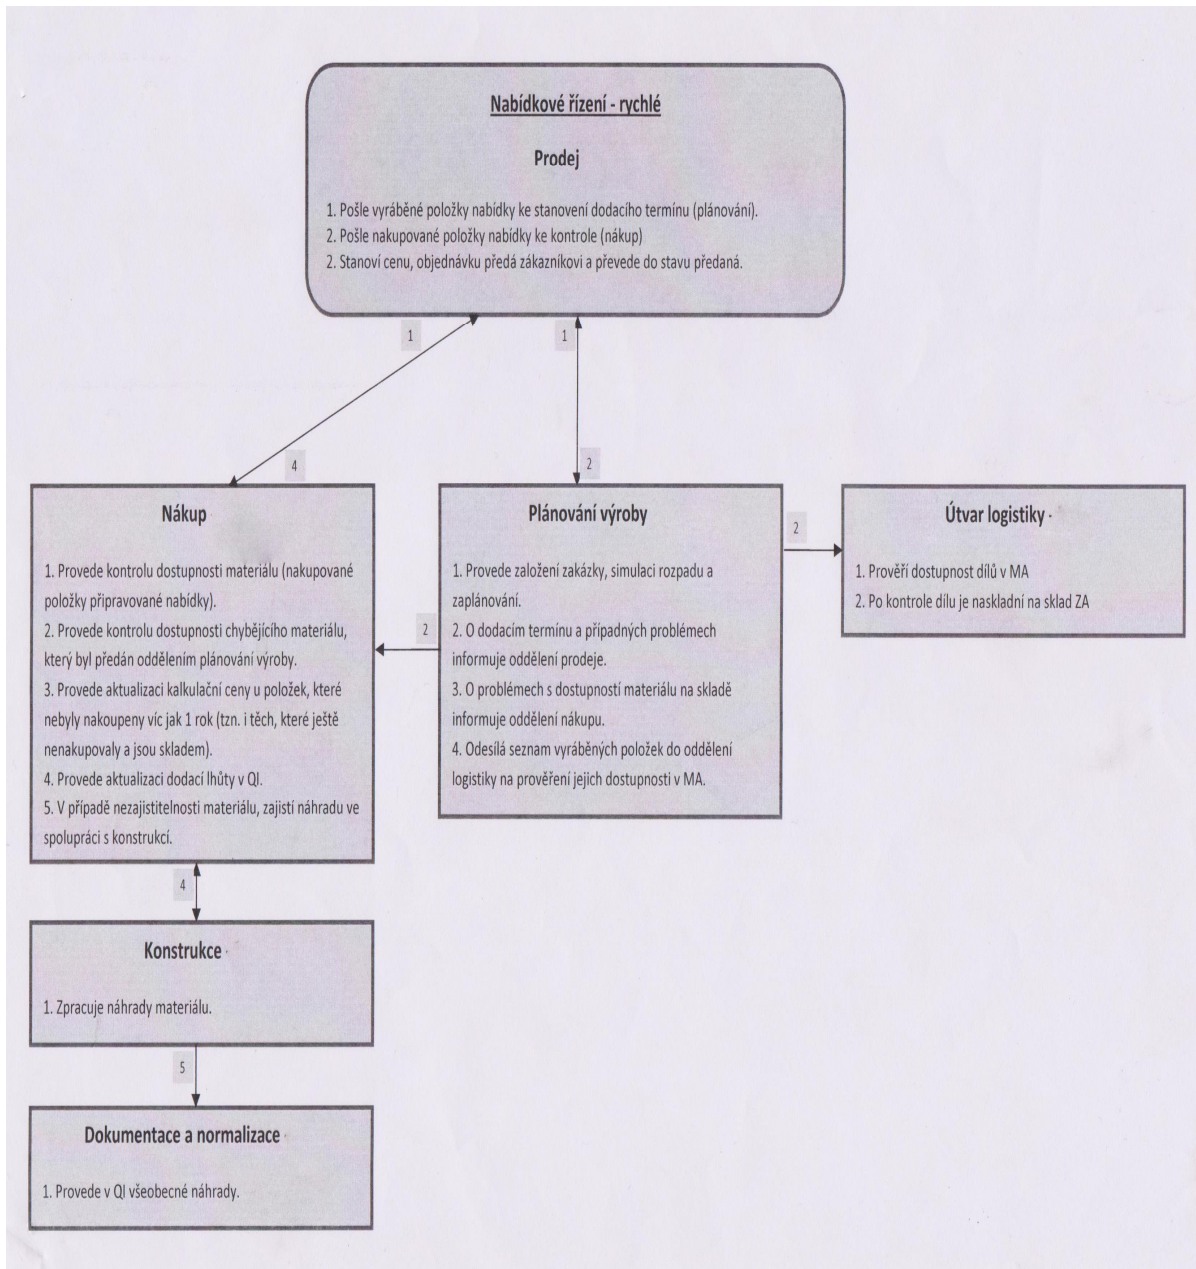 Nabídkové řízení - rychlé
Prodej
1. Pošle vyráběné položky nabídky ke stanovení dodacího termínu (plánování).
2. Pošle nakupované položky nabídky ke kontrole (nákup)
2. Stanoví cenu, objednávku předá zákazníkovi a převede do stavu předaná.
1
1
4
2
Nákup
1. Provede kontrolu dostupnosti materiálu (nakupované
položky připravované nabídky).
2. Provede kontrolu dostupnosti chybějícího materiálu,
který byl předán oddělením plánování výroby.
3. Provede aktualizaci kalkulační ceny u položek, které
nebyly nakoupeny víc jak 1 rok (tzn. i těch, které ještě
nenakupovaly a jsou skladem).
4. Provede aktualizaci dodací lhůty v QI.
5. V případě nezajistitelnosti materiálu, zajistí náhradu ve
spolupráci s konstrukcí.
2
Plánování výroby
1. Provede založení zakázky, simulaci rozpadu a
zaplánování.
2. O dodacím termínu a případných problémech
informuje oddělení prodeje.
3. O problémech s dostupností materiálu na skladě
informuje oddělení nákupu.
4. Odesílá seznam vyráběných položek do oddělení
logistiky na prověření jejich dostupnosti v MA.
2
Útvar logistiky
1. Prověří dostupnost dílů v MA
2. Po kontrole dílu je naskladní na sklad ZA
4
Konstrukce
1. Zpracuje náhrady materiálu.
5
Dokumentace a normalizace
1. Provede v QI všeobecné náhrady.